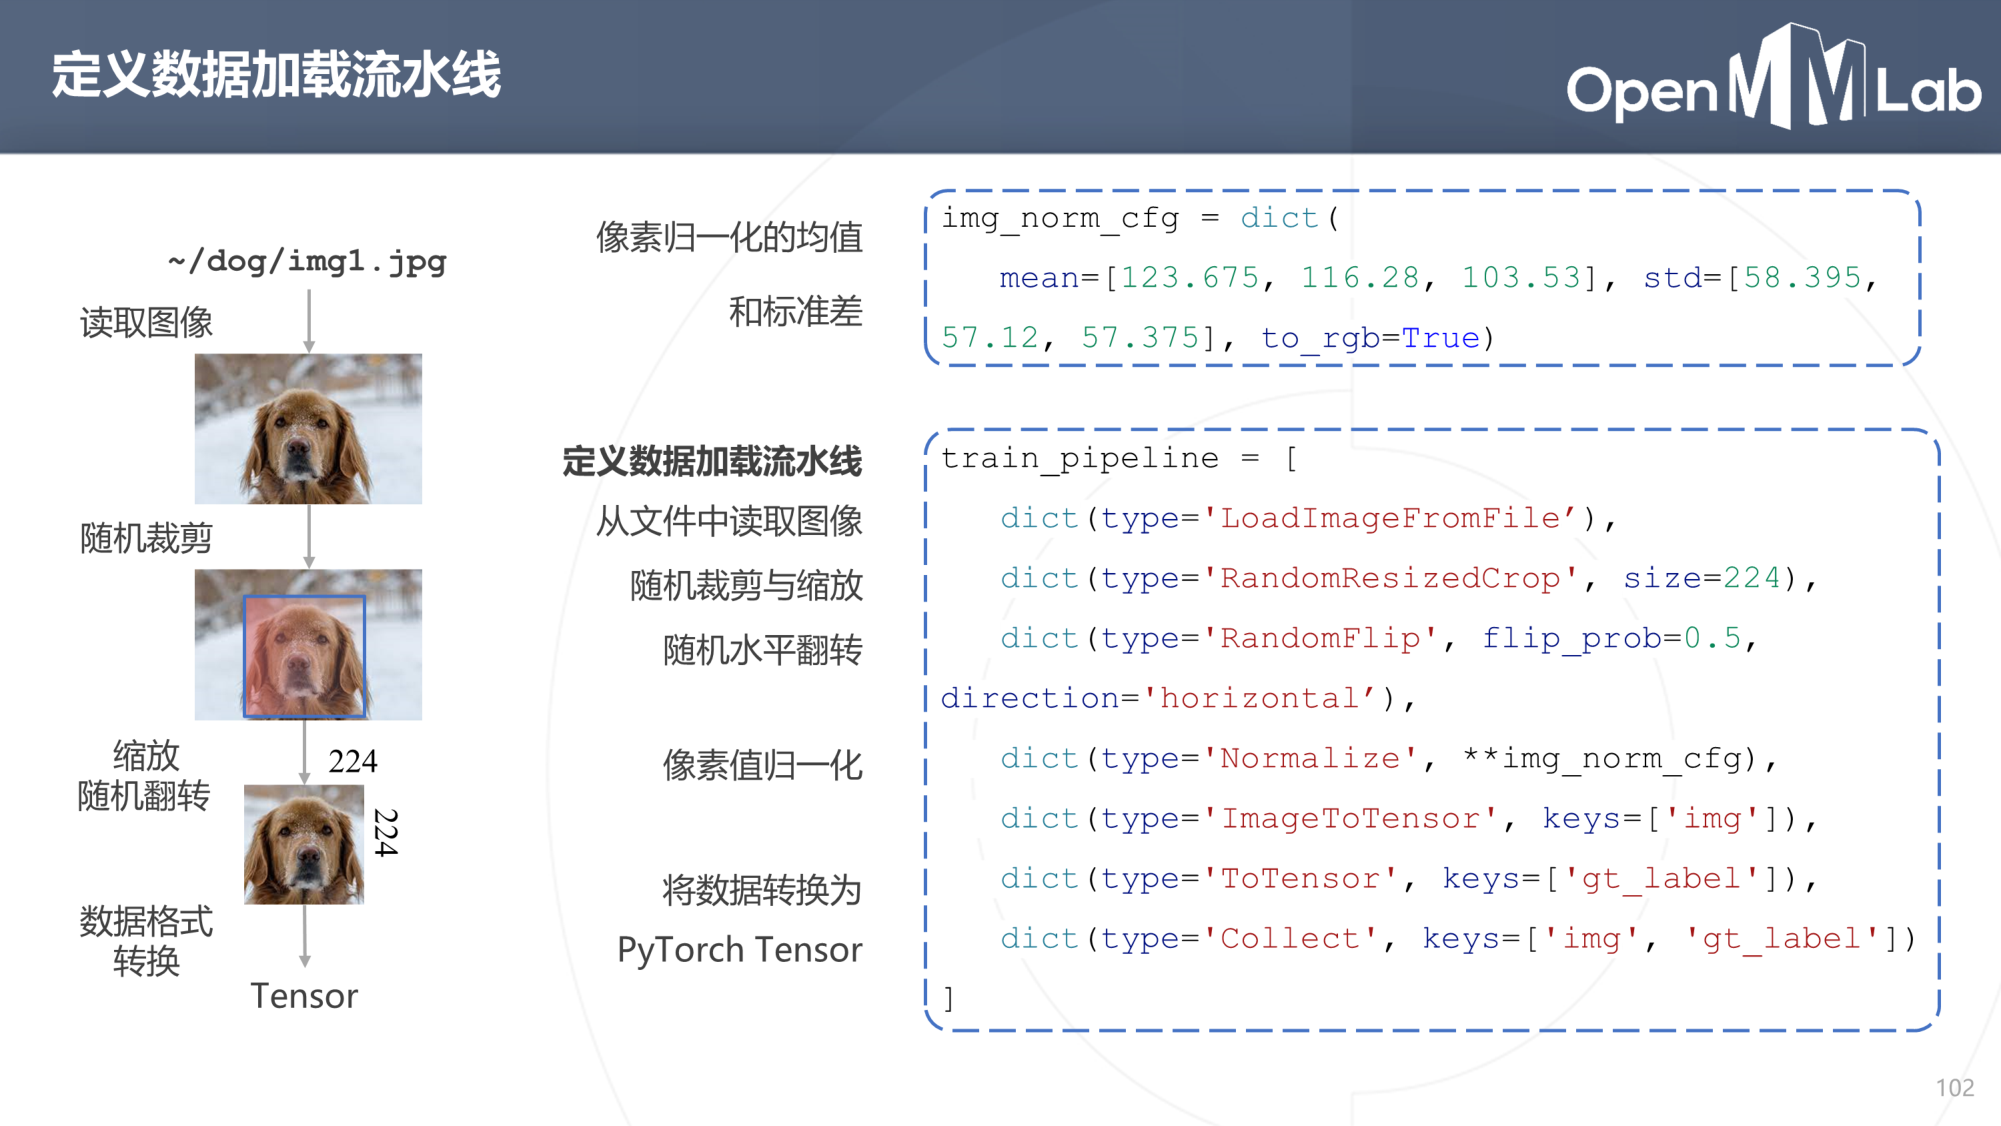 定义数据加载流水线
OpenMMLab
~/dog/img1.jpg
读取图像
随机裁剪
缩放
随机翻转
224
224
数据格式
转换
Tensor
像素归一化的均值
和标准差
定义数据加载流水线
从文件中读取图像
随机裁剪与缩放
随机水平翻转
像素值归一化
将数据转换为
PyTorch Tensor
img_norm_cfg = dict(
mean=[123.675, 116.28, 103.53], std=[58.395,
57.12, 57.375], to_rgb=True)
train_pipeline = [
dict(type='LoadImageFromFile’),
dict(type='RandomResizedCrop', size=224),
dict(type='RandomFlip', flip_prob=0.5,
direction='horizontal’),
dict(type='Normalize', **img_norm_cfg),
dict(type='ImageToTensor', keys=['img']),
dict(type='ToTensor', keys=['gt_label']),
dict(type='Collect', keys=['img', 'gt_label'])
]
102